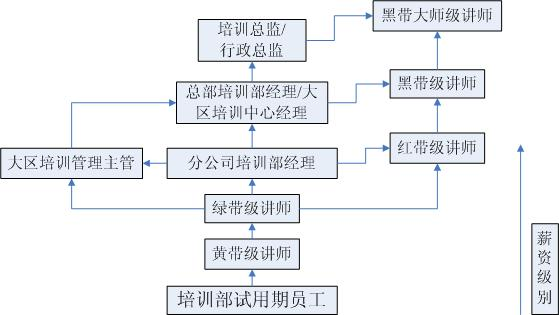 黑带大师级讲师
培训总监/
行政总监
总部培训部经理/大
区培训中心经理
黑带级讲师
大区培训管理主管
分公司培训部经理
红带级讲师
绿带级讲师
黄带级讲师
培训部试用期员工
薪资级别